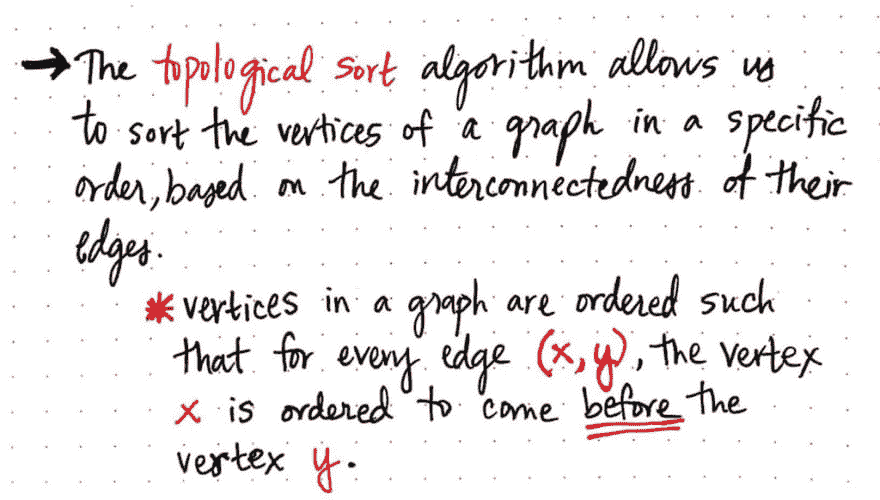 → The topological sort algorithm allows us
to sort the vertices of a graph in a specific
order, based on the interconnectedness of their
edges.
* vertices in a graph are ordered such
that for every edge (x, y), the vertex
x is ordered to come before the
vertex y.